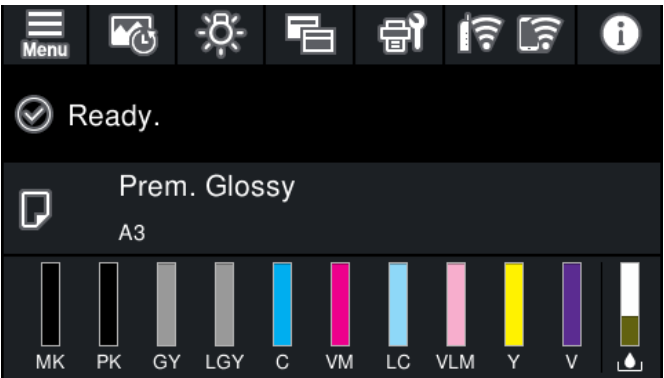 Menu
Ready.
Prem. Glossy
A3
MK PK GY LGY C VM LC VLM Y V